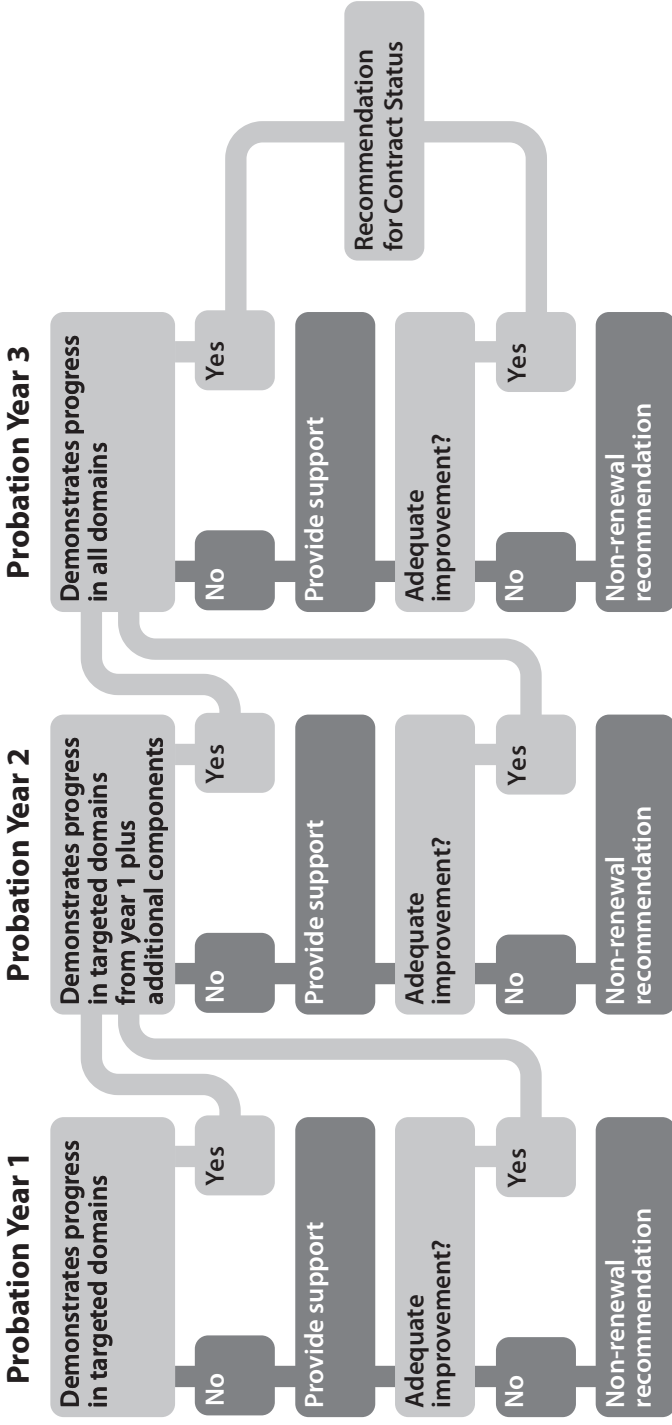 Probation Year 1
Demonstrates progress
in targeted domains
No
Yes
Provide support
Adequate
improvement?
No
Yes
Non-renewal
recommendation
Probation Year 2
Demonstrates progress
in targeted domains
from year 1 plus
additional components
No
Yes
Provide support
Adequate
improvement?
No
Yes
Non-renewal
recommendation
Probation Year 3
Demonstrates progress
in all domains
No
Yes
Provide support
Adequate
improvement?
No
Yes
Non-renewal
recommendation
Recommendation
for Contract Status